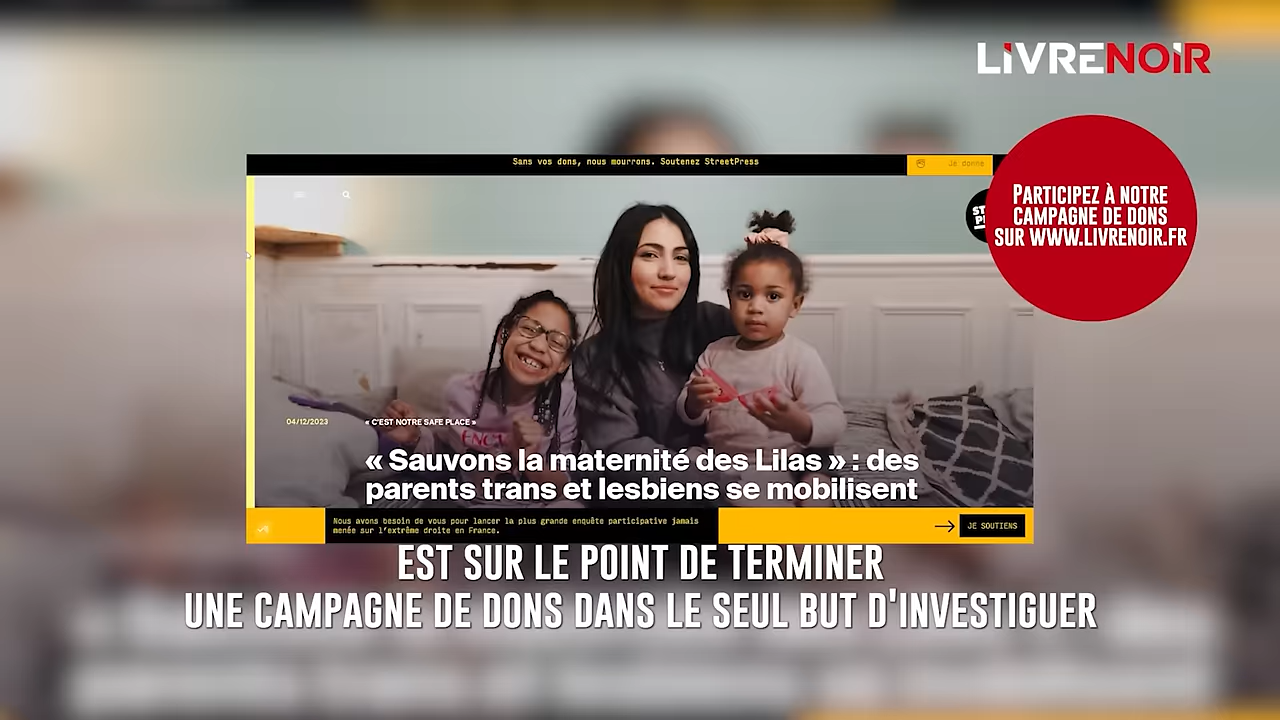 LiVRENOIR
Sans vos dons, nous mourrons. Soutenez StreetPress
Je donne
PARTICIPEZ À NOTRE
CAMPAGNE DE DONS
SUR WWW.LIVRENOIR.FR
04/12/2023
« C'EST NOTRE SAFE PLACE »
« Sauvons la maternité des Lilas » : des
parents trans et lesbiens se mobilisent
Nous avons besoin de vous pour lancer la plus grande enquête participative jamais
menée sur l'extrême droite en France.
JE SOUTIENS
EST SUR LE POINT DE TERMINER
UNE CAMPAGNE DE DONS DANS LE SEUL BUT D'INVESTIGUER